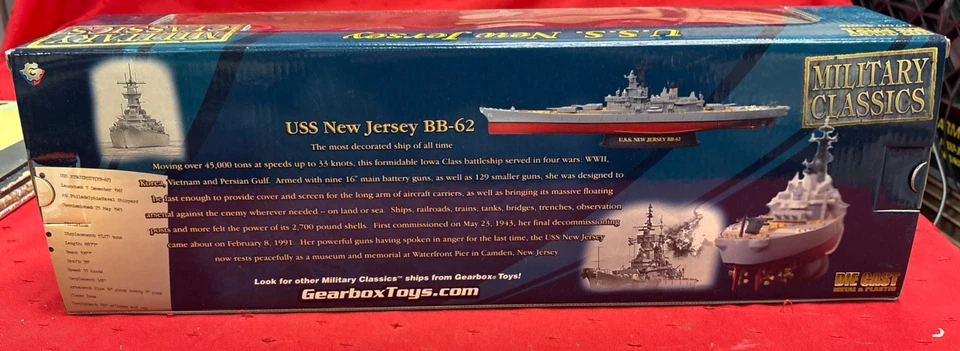 MILITARY
CLASSICS
U.S.S. New Jersey
MILITARY
CLASSICS
U.S.S. NEW JERSEY BB-62
USS New Jersey BB-62
The most decorated ship of all time
Moving over 45,000 tons at speeds up to 33 knots, this formidable Iowa Class battleship served in four wars: WWII,
Korea, Vietnam and Persian Gulf. Armed with nine 16" main battery guns, as well as 129 smaller guns, she was designed to
be fast enough to provide cover and screen for the long arm of aircraft carriers, as well as bringing its massive floating
arsenal against the enemy wherever needed – on land or sea. Ships, railroads, trains, tanks, bridges, trenches, observation
posts and more felt the power of its 2,700 pound shells. First commissioned on May 23, 1943, her final decommissioning
came about on February 8, 1991. Her powerful guns having spoken in anger for the last time, the USS New Jersey
now rests peacefully as a museum and memorial at Waterfront Pier in Camden, New Jersey
Look for other Military Classics™ ships from Gearbox® Toys!
GearboxToys.com
DIE CAST
METAL & PLASTIC